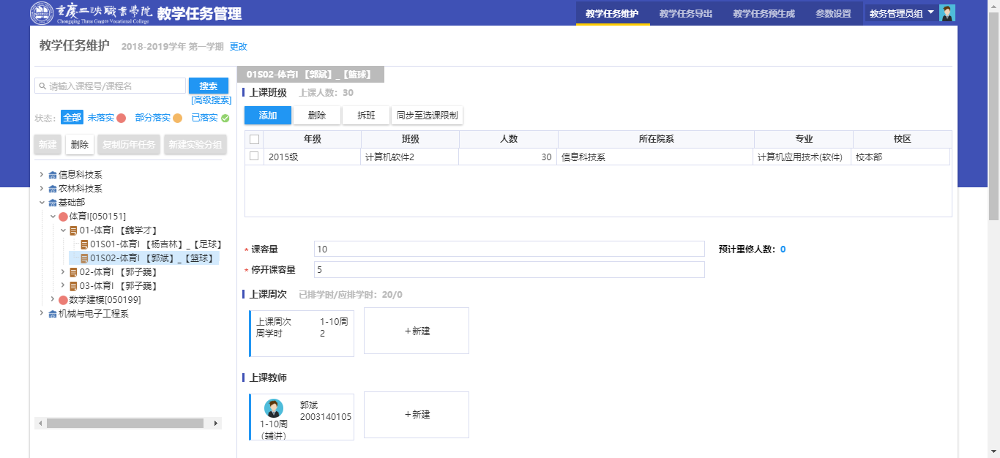 重庆三峡職業学院 教学任务管理 教学任务维护 教学任务导出 教学任务预生成 参数设置 教务管理员组
Chongqing Three Gorges Vocational College
教学任务维护 2018-2019学年 第一学期 更改
请输入课程号/课程名 搜索
[高级搜索]
状态: 全部 未落实 部分落实 已落实
新建 删除 复制历年任务 新建实验分组
信息科技系
农林科技系
基础部
体育I[050151]
01-体育I 【魏学才】
01S01-体育I 【杨吉林】_【足球】
01S02-体育I 【郭斌】_【篮球】
02-体育I 【郭子巍】
03-体育I 【郭子巍】
数学建模[050199]
机械与电子工程系
01S02-体育I 【郭斌】_【篮球】
上课班级 上课人数: 30
添加 删除 拆班 同步至选课限制
年级 班级 人数 所在院系 专业 校区
2015级 计算机软件2 30 信息科技系 计算机应用技术(软件) 校本部
* 课容量 10 预计重修人数: 0
* 停开课容量 5
上课周次 已排学时/应排学时: 20/0
上课周次 1-10周
周学时 2
+新建
上课教师
郭斌
2003140105
1-10周
(辅讲)
+新建